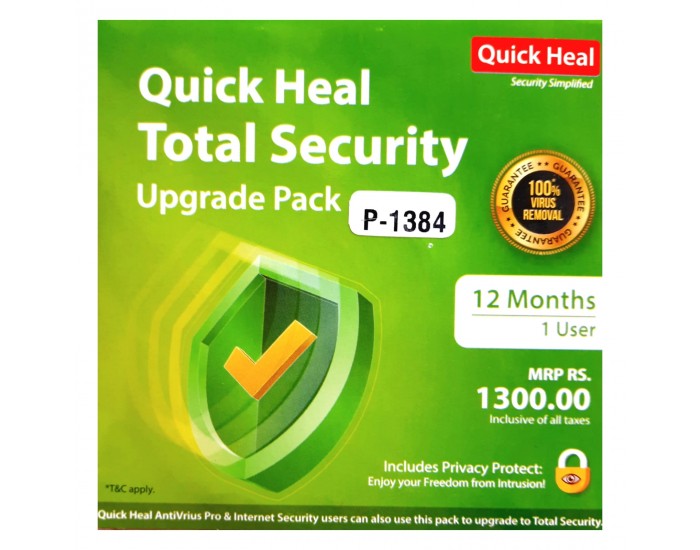 Quick Heal
Security Simplified
Quick Heal
Total Security
Upgrade Pack
P-1384
GUARANTEE
100%*
VIRUS
REMOVAL
GUARANTEE
12 Months
1 User
MRP RS.
1300.00
Inclusive of all taxes
Includes Privacy Protect:
Enjoy your Freedom from Intrusion!
*T&C apply.
Quick Heal AntiVrius Pro & Internet Security users can also use this pack to upgrade to Total Security.